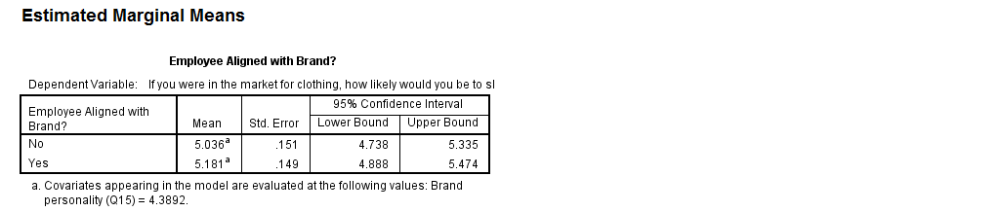 Estimated Marginal Means
Employee Aligned with Brand?
Dependent Variable: If you were in the market for clothing, how likely would you be to sl
Employee Aligned with Brand? Mean Std. Error 95% Confidence Interval
Lower Bound Upper Bound
No 5.036a .151 4.738 5.335
Yes 5.181a .149 4.888 5.474
a. Covariates appearing in the model are evaluated at the following values: Brand
personality (Q15) = 4.3892.